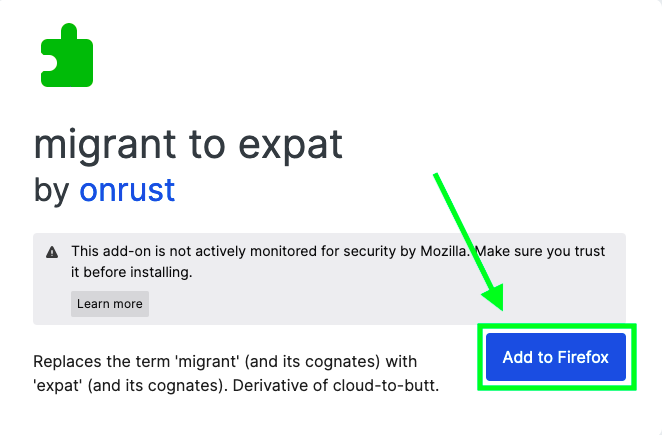 migrant to expat
by onrust
This add-on is not actively monitored for security by Mozilla. Make sure you trust
it before installing.
Learn more
Replaces the term 'migrant' (and its cognates) with
'expat' (and its cognates). Derivative of cloud-to-butt.
Add to Firefox